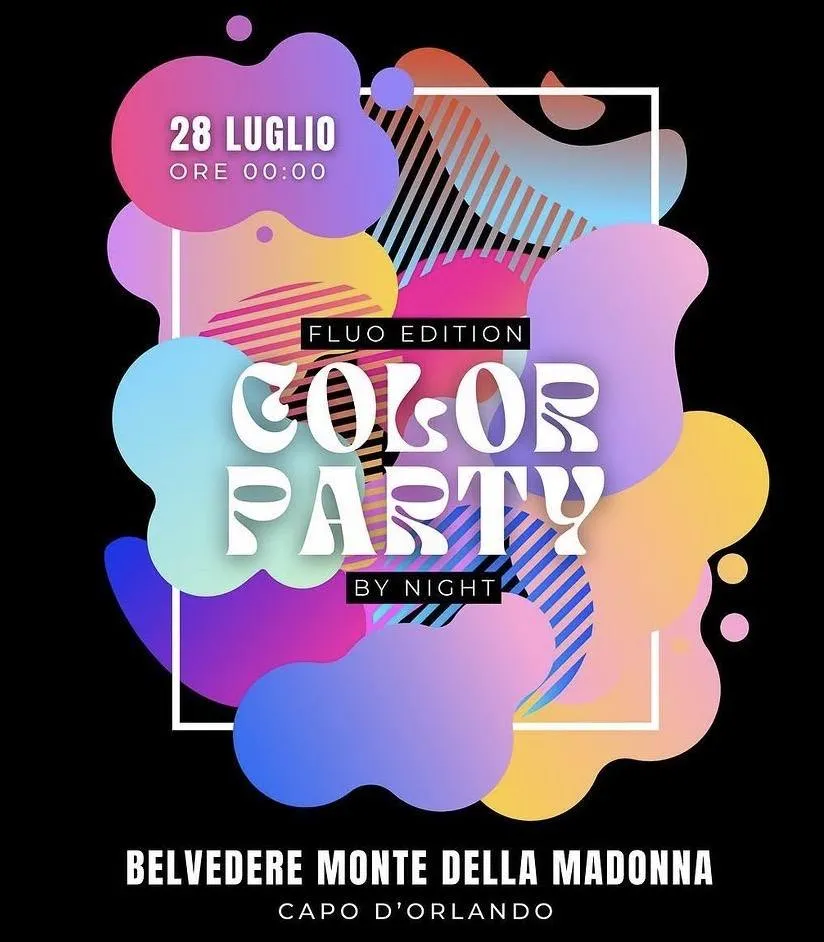 28 LUGLIO
ORE 00:00
FLUO EDITION
COLOR
PARTY
BY NIGHT
BELVEDERE MONTE DELLA MADONNA
CAPO D'ORLANDO